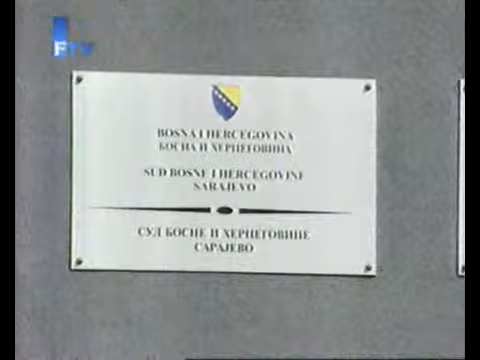 FTV
BOSNA I HERCEGOVINA
БОСНА И ХЕРЦЕГОВИНА
SUD BOSNE I HERCEGOVINE
SARAJEVO
СУД БОСНЕ И ХЕРЦЕГОВИНЕ
САРАЈЕВО